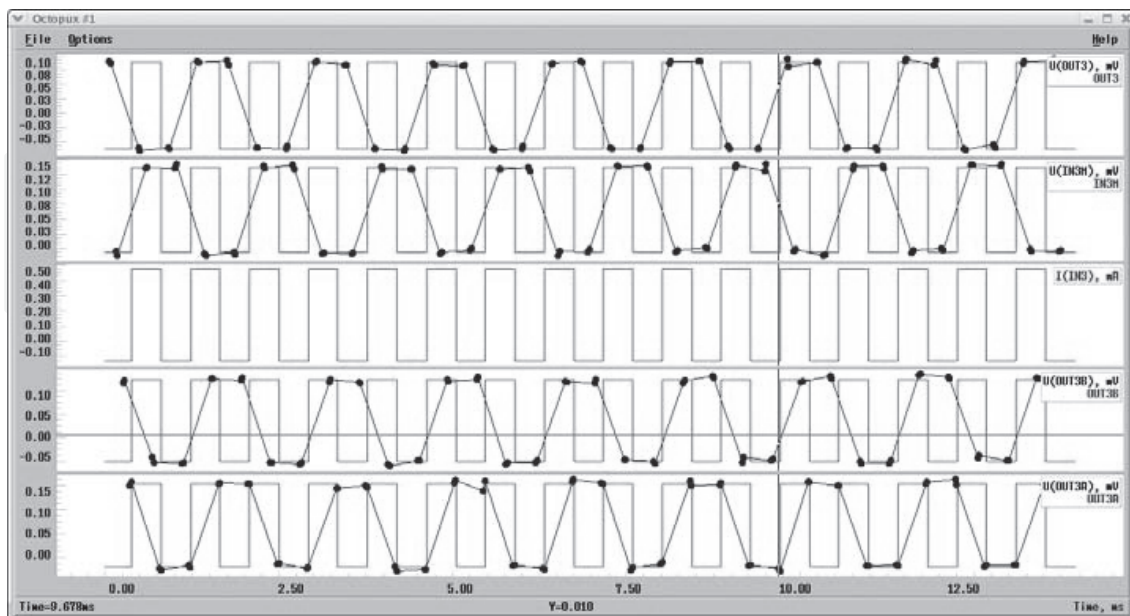 Octopux #1
File Options Help
0.10
0.08
0.05
0.03
0.00
-0.03
-0.05
U(OUT3), mV
OUT3
0.15
0.12
0.10
0.08
0.05
0.03
0.00
U(IN3M), mV
IN3M
0.50
0.40
0.30
0.20
0.10
0.00
-0.10
I(IN3), mA
0.10
0.05
0.00
-0.05
U(OUT3B), mV
OUT3B
0.15
0.10
0.05
0.00
U(OUT3A), mV
OUT3A
0.00 2.50 5.00 7.50 10.00 12.50
Time=9.678ms Y=0.010 Time, ms